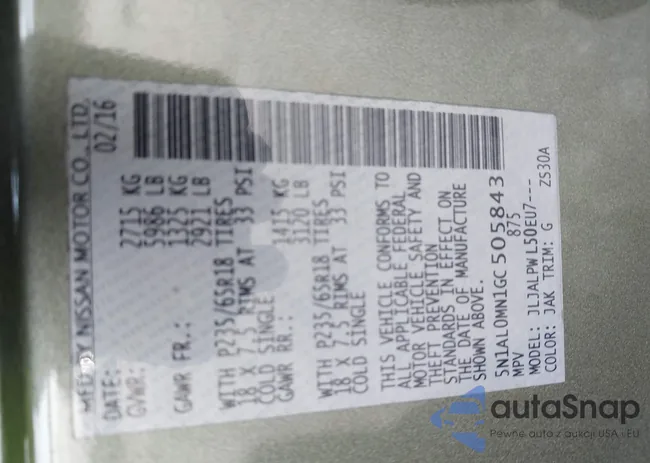 MFD BY NISSAN MOTOR CO., LTD.
DATE: 02/16
GVWR: 2715 KG
5986 LB
GAWR FR.: 1325 KG
2921 LB
WITH P235/65R18 TIRES
18 X 7.5 RIMS AT 33 PSI
COLD SINGLE
GAWR RR.: 1415 KG
3120 LB
WITH P235/65R18 TIRES
18 X 7.5 RIMS AT 33 PSI
COLD SINGLE
THIS VEHICLE CONFORMS TO
ALL APPLICABLE FEDERAL
MOTOR VEHICLE SAFETY AND
THEFT PREVENTION
STANDARDS IN EFFECT ON
THE DATE OF MANUFACTURE
SHOWN ABOVE.
5N1AL0MN1GC505843
MPV 875
MODEL: JLJALPWL50EU7---
COLOR: JAK TRIM: G ZS30A
autaSnap
Pewne auta z aukcji USA i EU